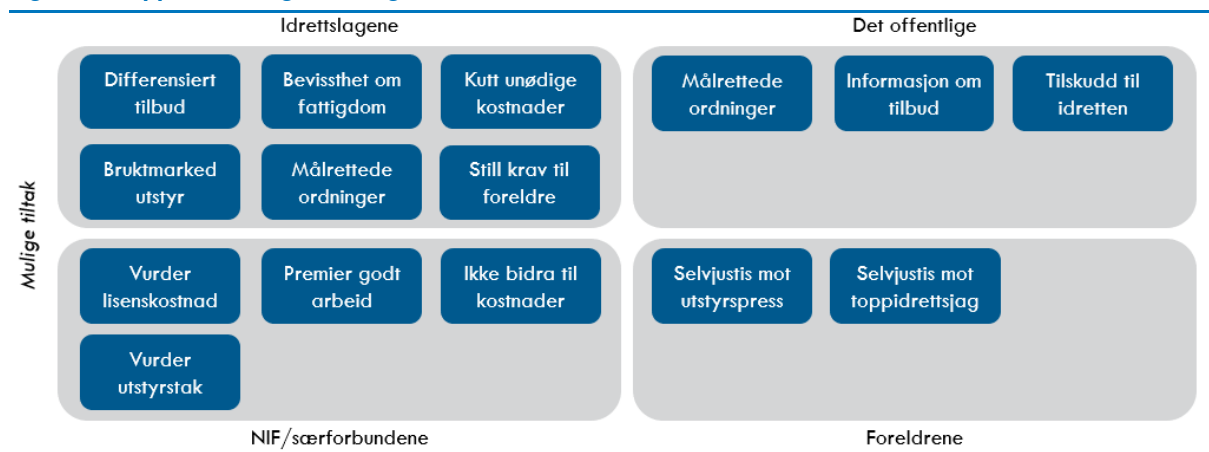 Idrettslagene
Det offentlige
Differensiert
tilbud
Bevissthet om
fattigdom
Kutt unødige
kostnader
Målrettede
ordninger
Informasjon om
tilbud
Tilskudd til
idretten
Bruktmarked
utstyr
Målrettede
ordninger
Still krav til
foreldre
Mulige tiltak
Vurder
lisenskostnad
Premier godt
arbeid
Ikke bidra til
kostnader
Selvjustis mot
utstyrspress
Selvjustis mot
toppidrettsjag
Vurder
utstyrstak
NIF/særforbundene
Foreldrene